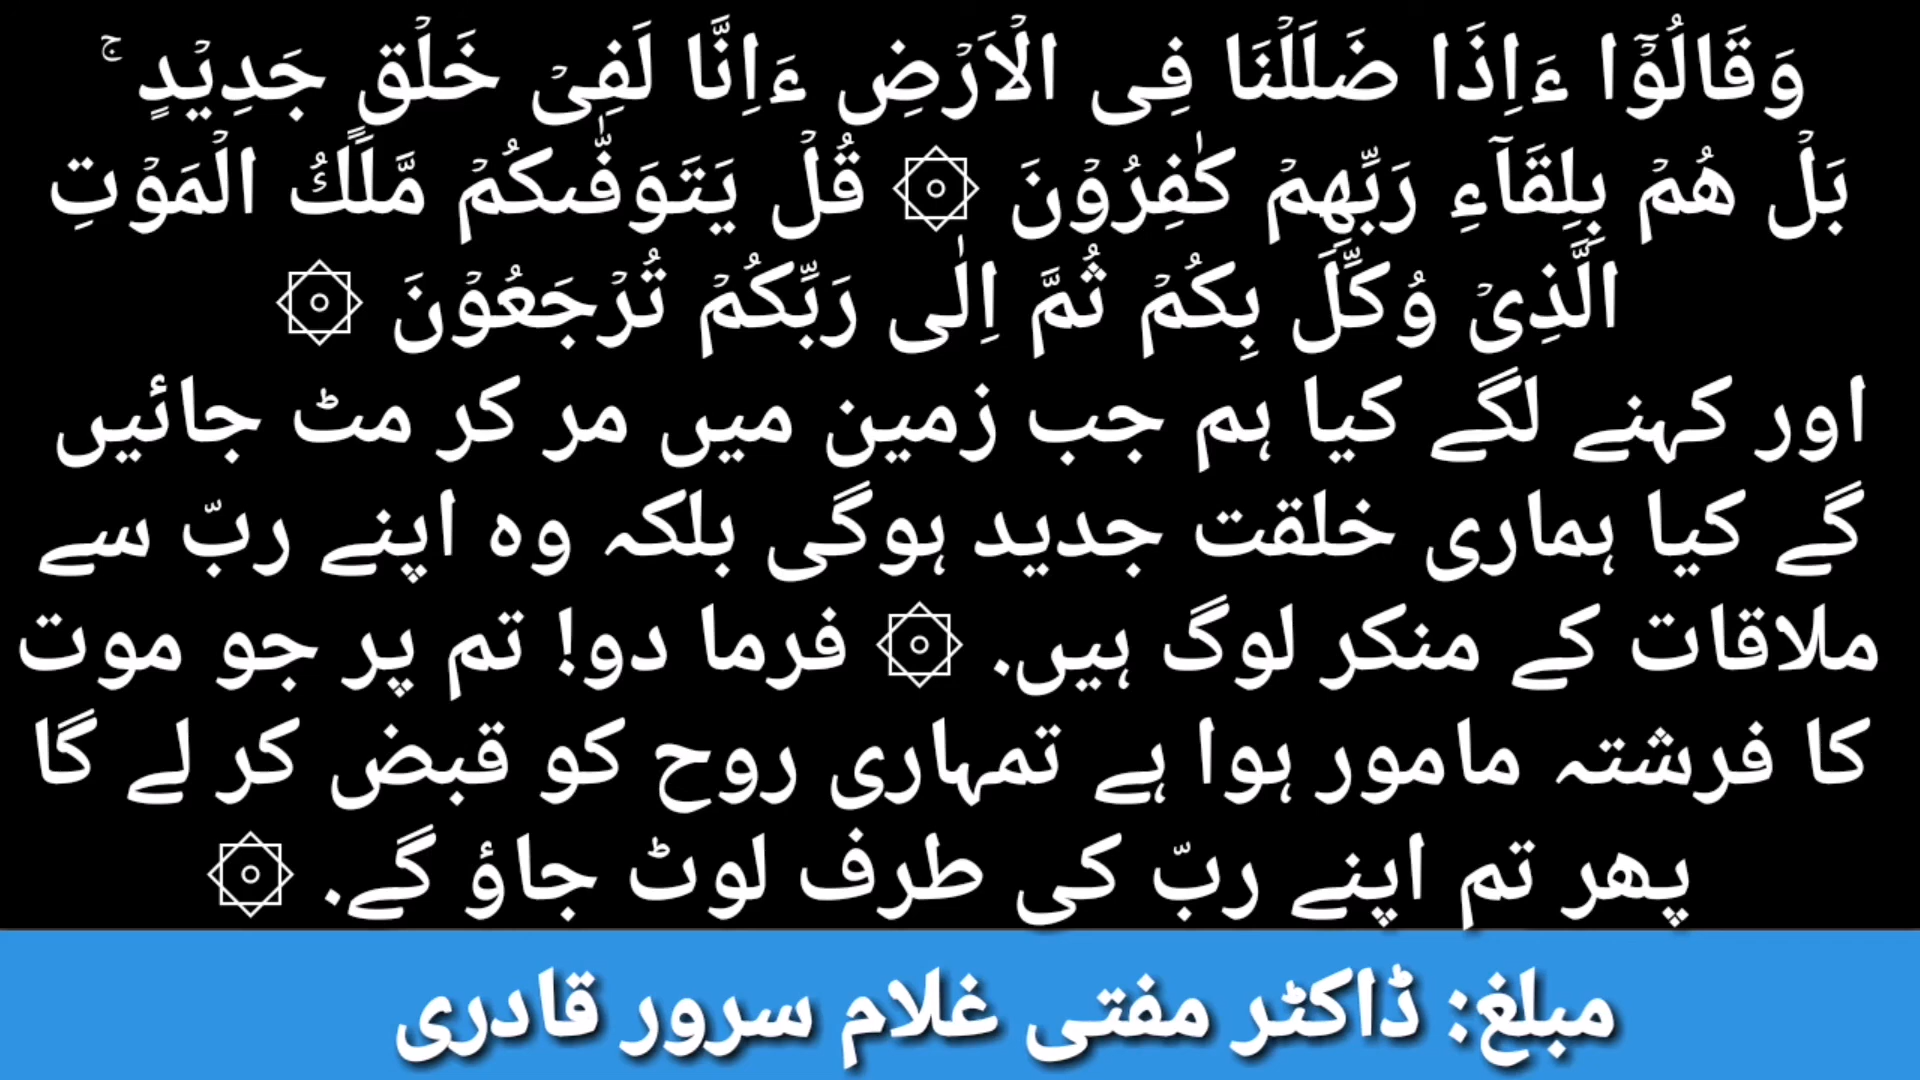 وَقَالُوْۤا ءَاِذَا ضَلَلْنَا فِی الْاَرْضِ ءَاِنَّا لَفِیْ خَلْقٍ جَدِیْدٍ ۚ
بَلْ هُمْ بِلِقَآءِ رَبِّهِمْ كٰفِرُوْنَ ۞ قُلْ یَتَوَفّٰىكُمْ مَّلَكُ الْمَوْتِ
الَّذِیْ وُكِّلَ بِكُمْ ثُمَّ اِلٰی رَبِّكُمْ تُرْجَعُوْنَ ۞
اور کہنے لگے کیا ہم جب زمین میں مر کر مٹ جائیں
گے کیا ہماری خلقت جدید ہوگی بلکہ وہ اپنے ربّ سے
ملاقات کے منکر لوگ ہیں. ۞ فرما دو! تم پر جو موت
کا فرشتہ مامور ہوا ہے تمہاری روح کو قبض کر لے گا
پھر تم اپنے ربّ کی طرف لوٹ جاؤ گے. ۞
مبلغ: ڈاکٹر مفتی غلام سرور قادری